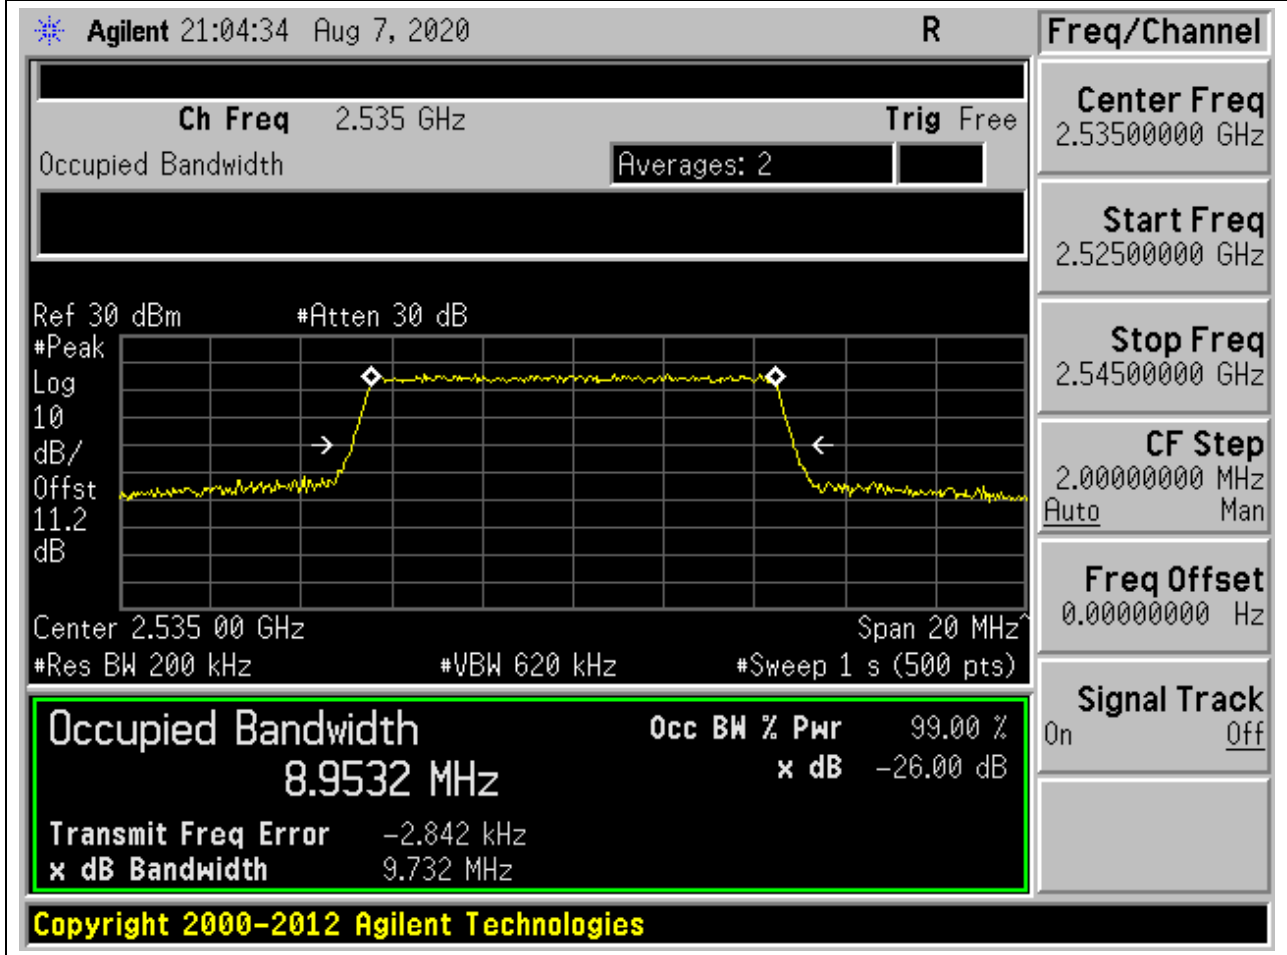 Agilent 21:04:34 Aug 7, 2020 R
Freq/Channel
Ch Freq 2.535 GHz Trig Free
Occupied Bandwidth Averages: 2
Center Freq
2.53500000 GHz
Start Freq
2.52500000 GHz
Stop Freq
2.54500000 GHz
CF Step
2.00000000 MHz
Auto Man
Freq Offset
0.00000000 Hz
Signal Track
On Off
Ref 30 dBm #Atten 30 dB
#Peak
Log
10
dB/
Offst
11.2
dB
Center 2.535 00 GHz Span 20 MHz^
#Res BW 200 kHz #VBW 620 kHz #Sweep 1 s (500 pts)
Occupied Bandwidth Occ BW % Pwr 99.00 %
8.9532 MHz x dB -26.00 dB
Transmit Freq Error -2.842 kHz
x dB Bandwidth 9.732 MHz
Copyright 2000-2012 Agilent Technologies